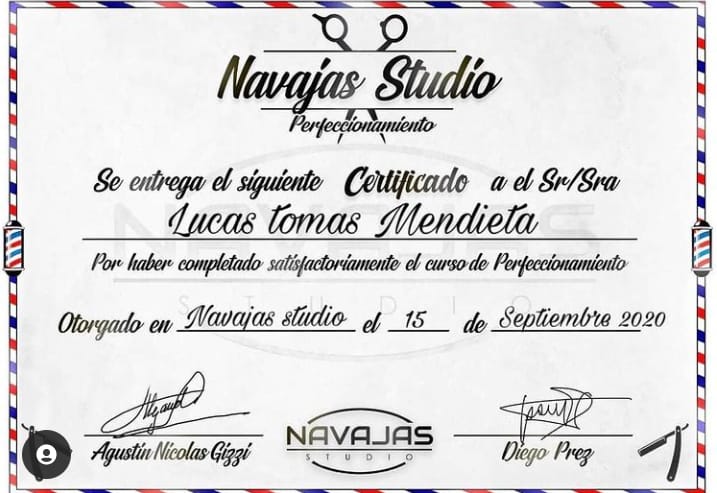 Navajas Studio
Perfeccionamiento
Se entrega el siguiente Certificado a el Sr/Sra
Lucas tomas Mendieta
Por haber completado satisfactoriamente el curso de Perfeccionamiento
Otorgado en Navajas studio el 15 de Septiembre 2020
Agustín Nicolas Gizzi
NAVAJAS
STUDIO
Diego Prez